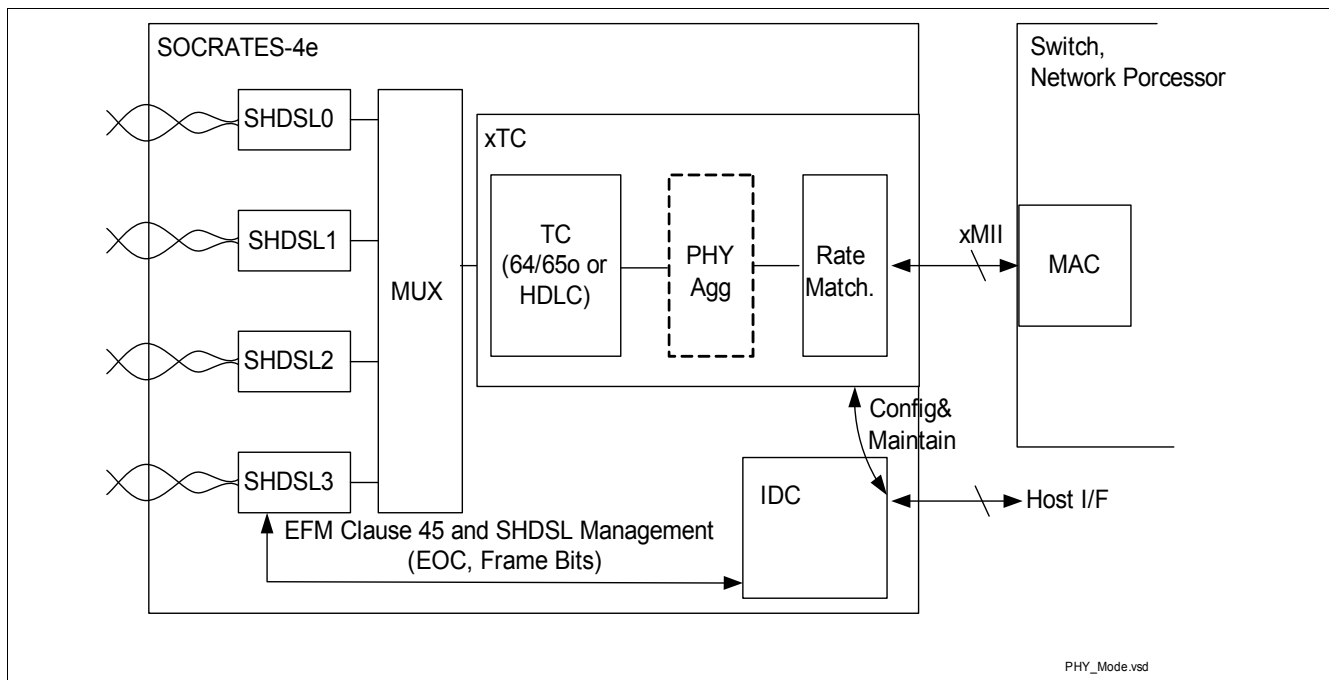 SOCRATES-4e
Switch,
Network Porcessor
SHDSL0
SHDSL1
SHDSL2
SHDSL3
MUX
xTC
TC
(64/65o or
HDLC)
PHY
Agg
Rate
Match.
xMII
MAC
Config&
Maintain
IDC
Host I/F
EFM Clause 45 and SHDSL Management
(EOC, Frame Bits)
PHY_Mode.vsd